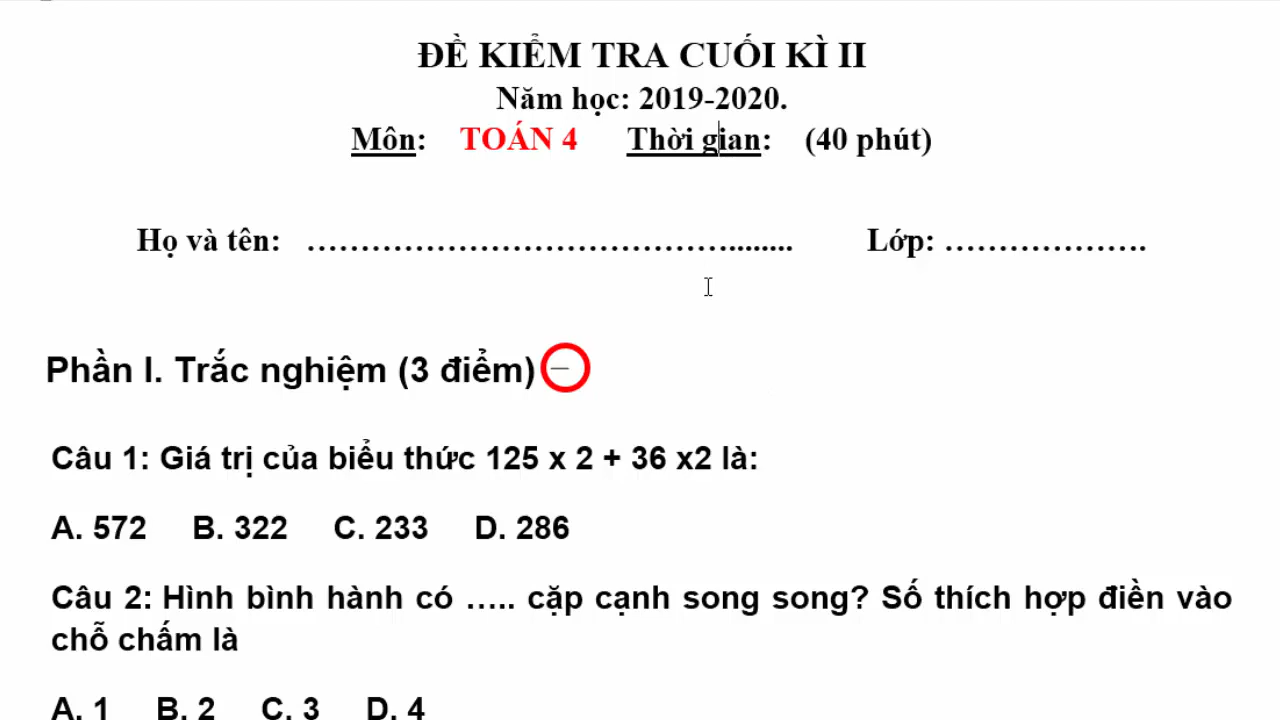 ĐỀ KIỂM TRA CUỐI KÌ II
Năm học: 2019-2020.
Môn: TOÁN 4 Thời gian: (40 phút)
Họ và tên: …………………………………........ Lớp: ……………….
Phần I. Trắc nghiệm (3 điểm) –
Câu 1: Giá trị của biểu thức 125 x 2 + 36 x2 là:
A. 572 B. 322 C. 233 D. 286
Câu 2: Hình bình hành có ….. cặp cạnh song song? Số thích hợp điền vào
chỗ chấm là
A. 1 B. 2 C. 3 D. 4